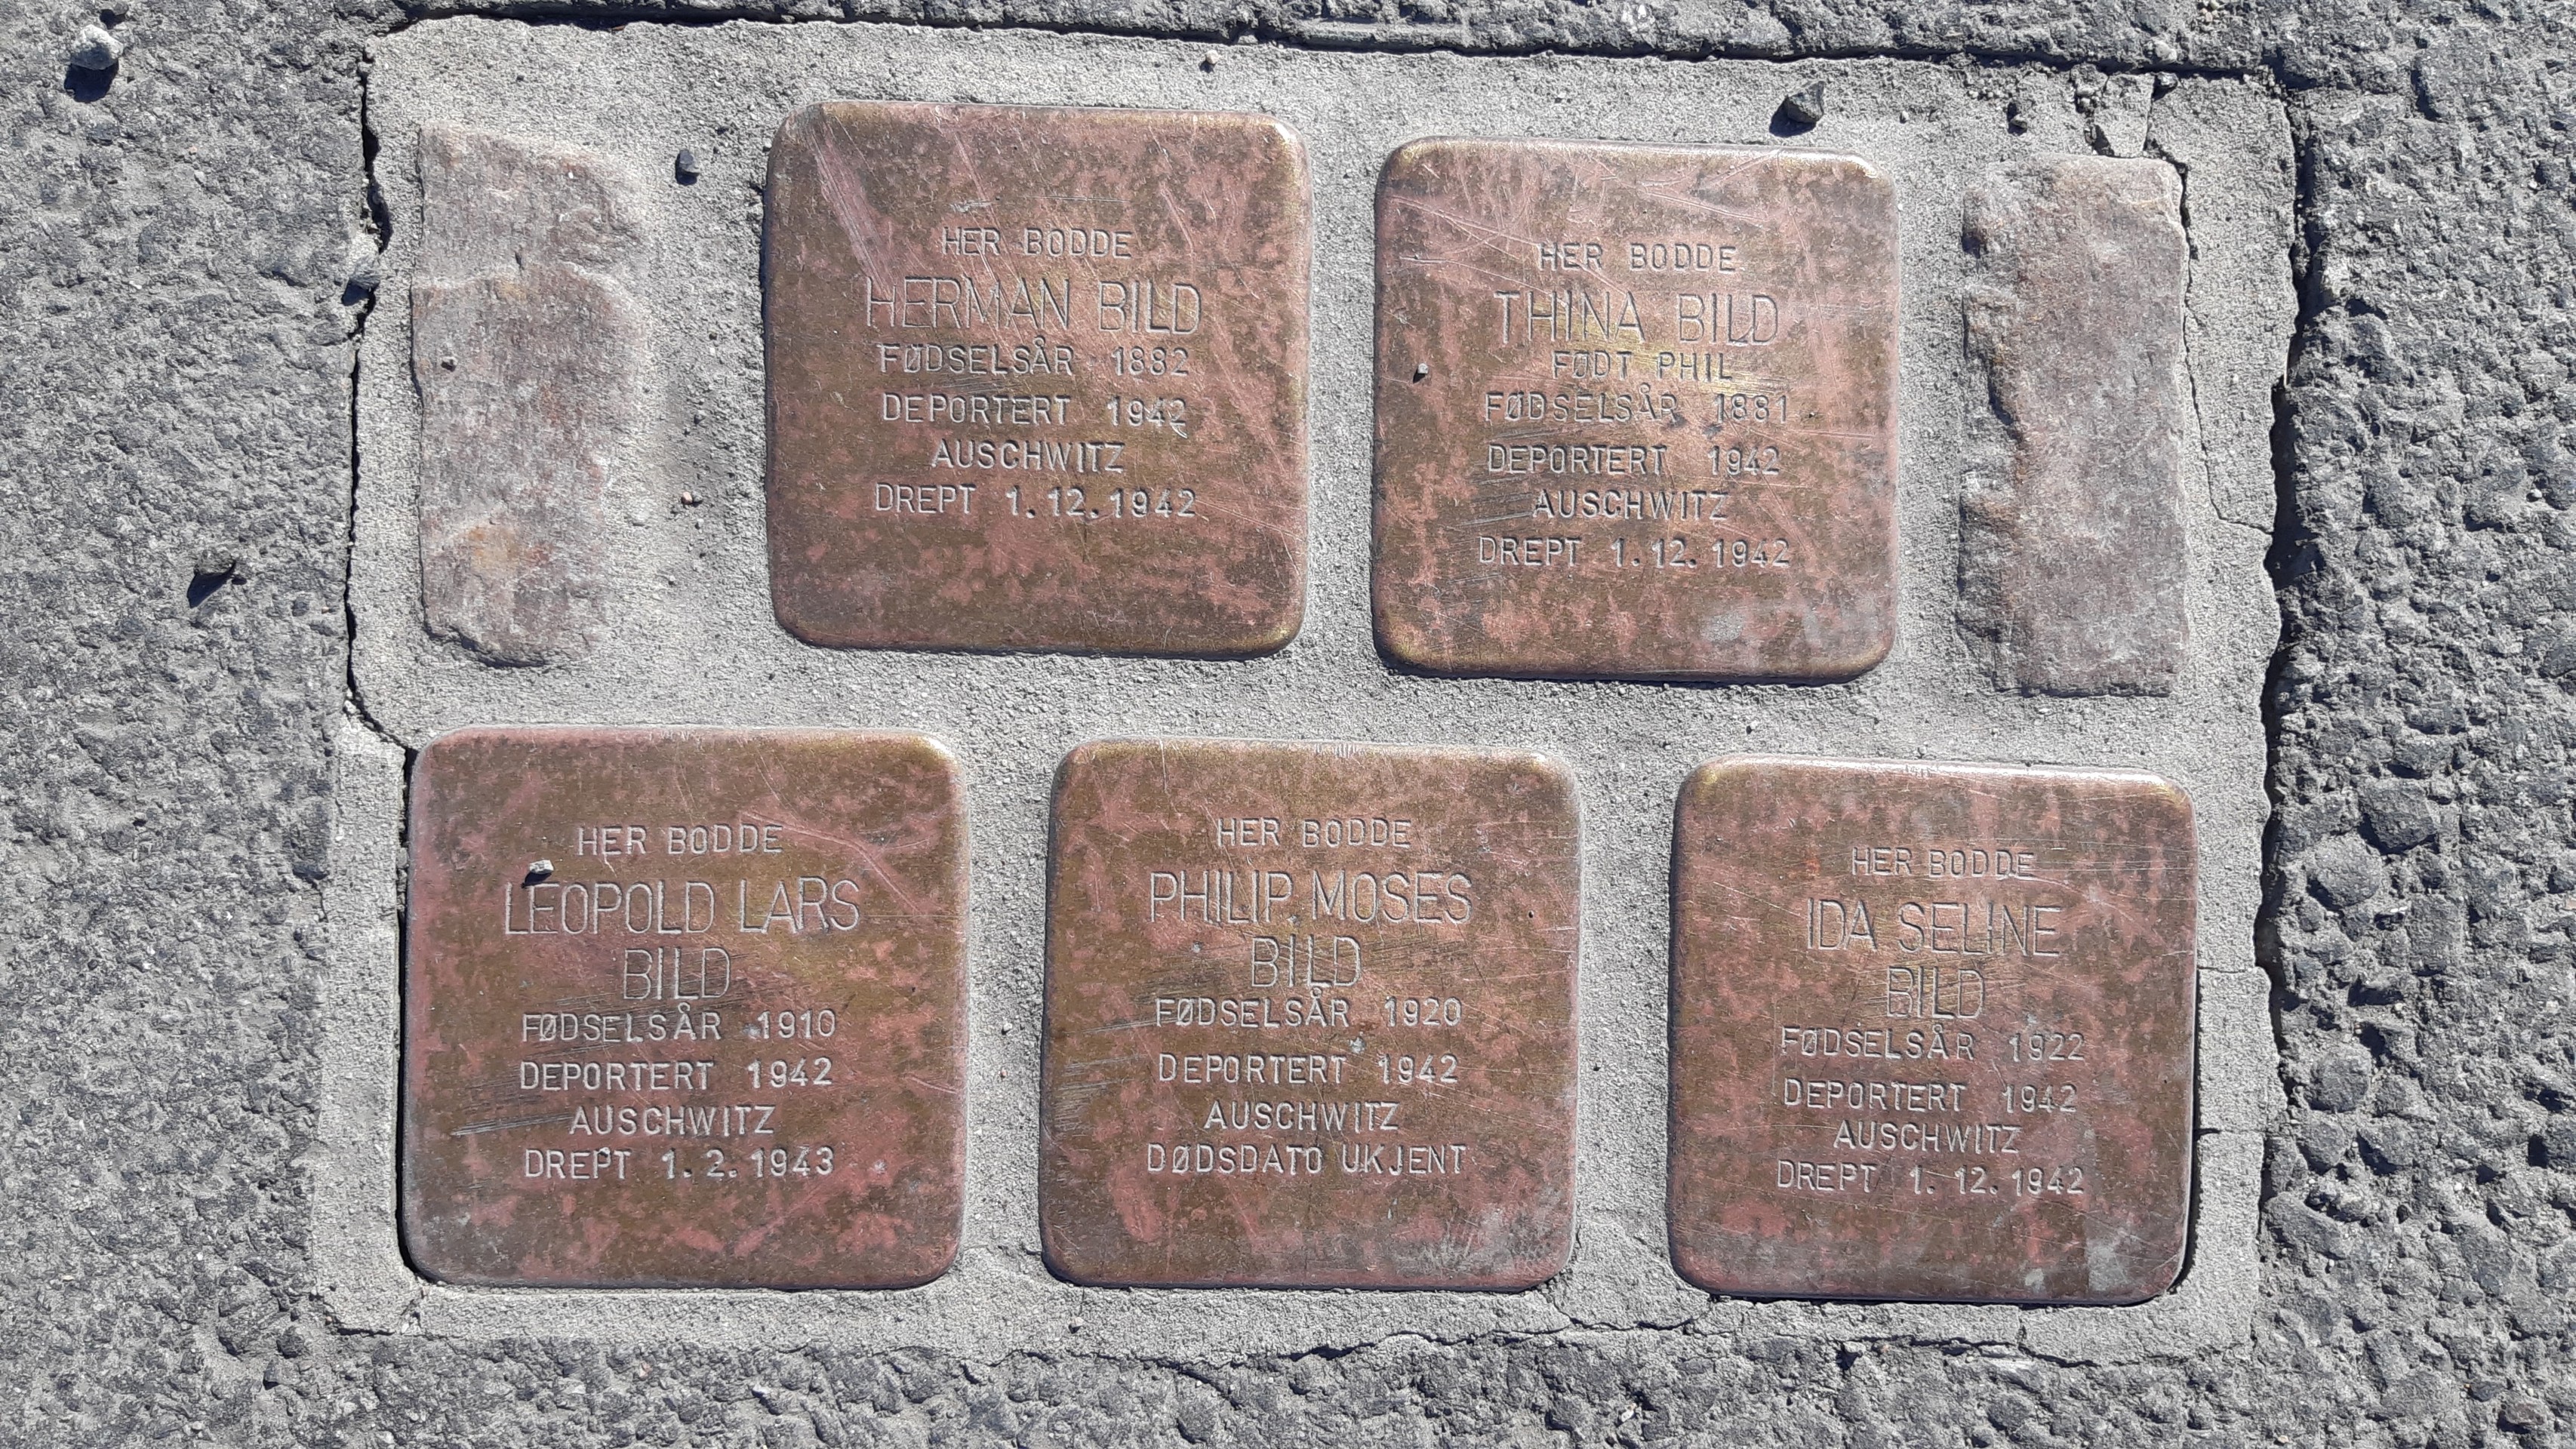 HER BODDE
HERMAN BILD
FØDSELSÅR 1882
DEPORTERT 1942
AUSCHWITZ
DREPT 1.12.1942
HER BODDE
THINA BILD
FØDT PHIL
FØDSELSÅR 1881
DEPORTERT 1942
AUSCHWITZ
DREPT 1.12.1942
HER BODDE
LEOPOLD LARS
BILD
FØDSELSÅR 1910
DEPORTERT 1942
AUSCHWITZ
DREPT 1.2.1943
HER BODDE
PHILIP MOSES
BILD
FØDSELSÅR 1920
DEPORTERT 1942
AUSCHWITZ
DØDSDATO UKJENT
HER BODDE
IDA SELINE
BILD
FØDSELSÅR 1922
DEPORTERT 1942
AUSCHWITZ
DREPT 1.12.1942